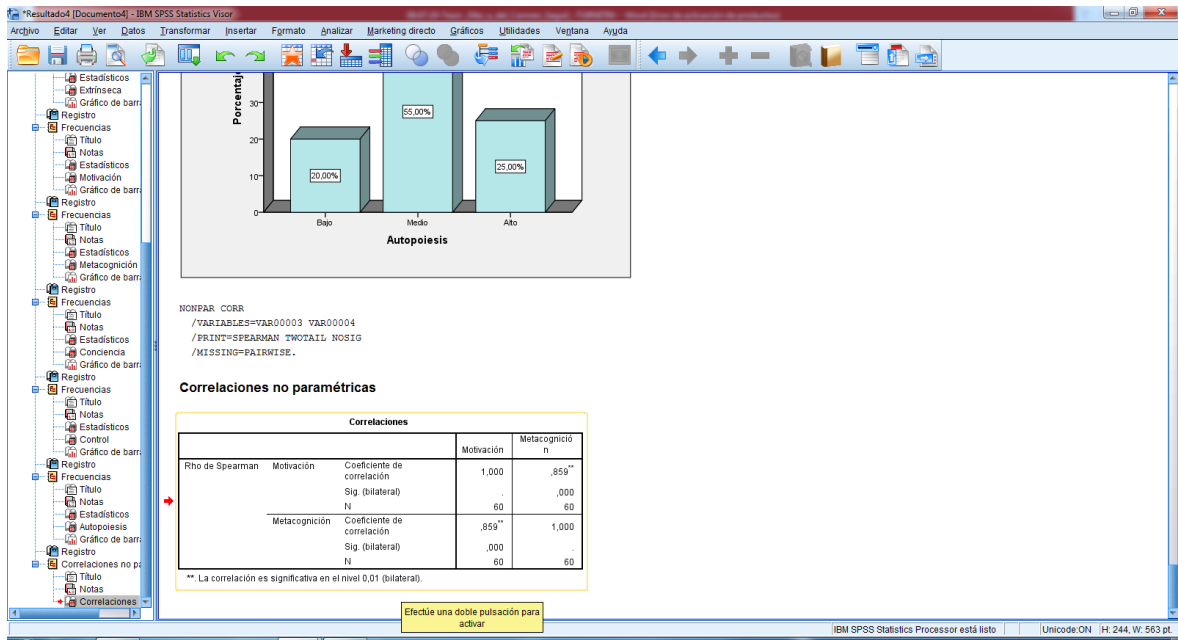 *Resultado4 [Documento4] - IBM SPSS Statistics Visor
Archivo Editar Ver Datos Transformar Insertar Formato Analizar Marketing directo Gráficos Utilidades Ventana Ayuda
Estadísticos
Extrínseca
Gráfico de barr
Registro
Frecuencias
Título
Notas
Estadísticos
Motivación
Gráfico de barr
Registro
Frecuencias
Título
Notas
Estadísticos
Metacognición
Gráfico de barr
Registro
Frecuencias
Título
Notas
Estadísticos
Conciencia
Gráfico de barr
Registro
Frecuencias
Título
Notas
Estadísticos
Control
Gráfico de barr
Registro
Frecuencias
Título
Notas
Estadísticos
Autopoiesis
Gráfico de barr
Registro
Correlaciones no pa
Título
Notas
Correlaciones
Porcentaj
30
20
10
0
20,00%
55,00%
25,00%
Bajo Medio Alto
Autopoiesis
NONPAR CORR
/VARIABLES=VAR00003 VAR00004
/PRINT=SPEARMAN TWOTAIL NOSIG
/MISSING=PAIRWISE.
Correlaciones no paramétricas
Correlaciones
Motivación Metacognició
n
Rho de Spearman Motivación Coeficiente de
correlación 1,000 ,859**
Sig. (bilateral) . ,000
N 60 60
Metacognición Coeficiente de
correlación ,859** 1,000
Sig. (bilateral) ,000 .
N 60 60
**. La correlación es significativa en el nivel 0,01 (bilateral).
Efectúe una doble pulsación para
activar
IBM SPSS Statistics Processor está listo Unicode:ON H: 244, W: 563 pt.